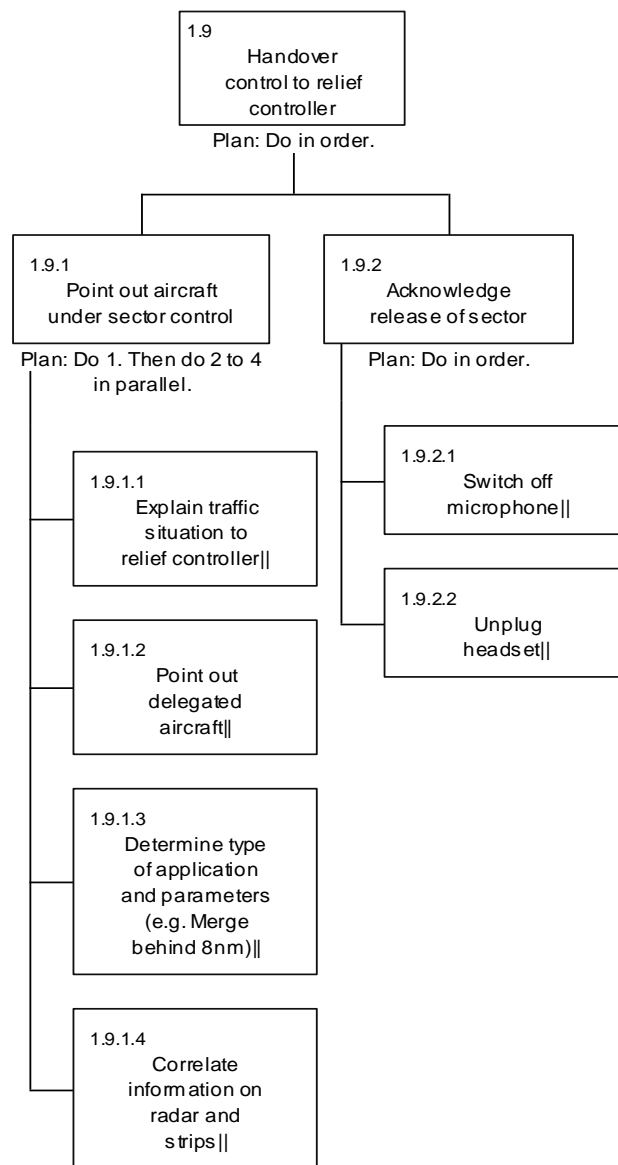 1.9
Handover
control to relief
controller
Plan: Do in order.
1.9.1
Point out aircraft
under sector control
Plan: Do 1. Then do 2 to 4
in parallel.
1.9.2
Acknowledge
release of sector
Plan: Do in order.
1.9.1.1
Explain traffic
situation to
relief controller||
1.9.1.2
Point out
delegated
aircraft||
1.9.1.3
Determine type
of application
and parameters
(e.g. Merge
behind 8nm)||
1.9.1.4
Correlate
information on
radar and
strips||
1.9.2.1
Switch off
microphone||
1.9.2.2
Unplug
headset||